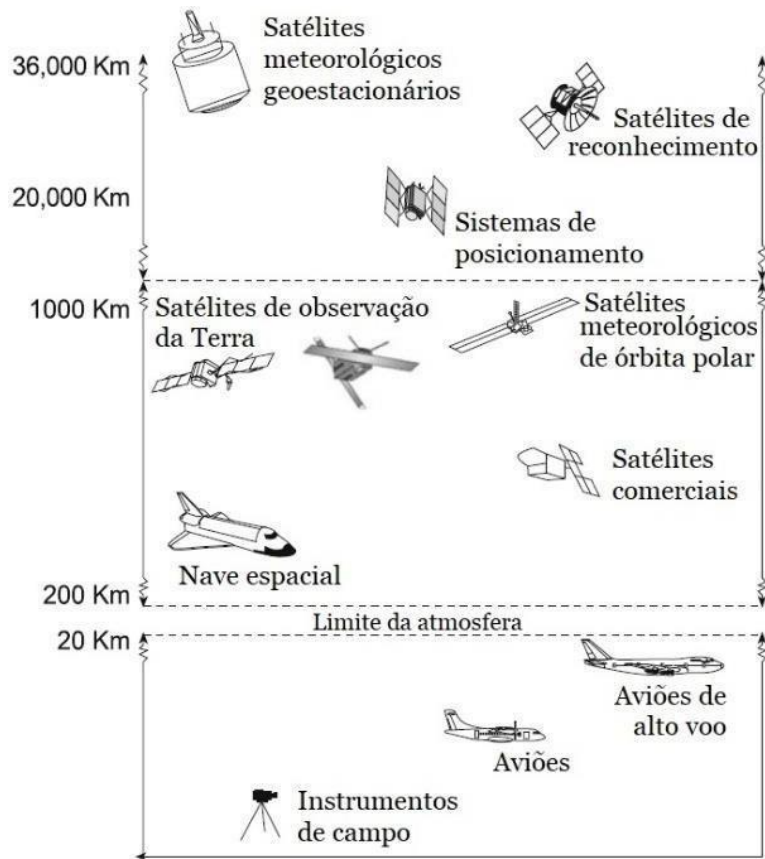 36,000 Km
Satélites
meteorológicos
geoestacionários
Satélites de
reconhecimento
20,000 Km
Sistemas de
posicionamento
1000 Km
Satélites de observação
da Terra
Satélites
meteorológicos
de órbita polar
Satélites
comerciais
Nave espacial
200 Km
Limite da atmosfera
20 Km
Aviões de
alto voo
Aviões
Instrumentos
de campo